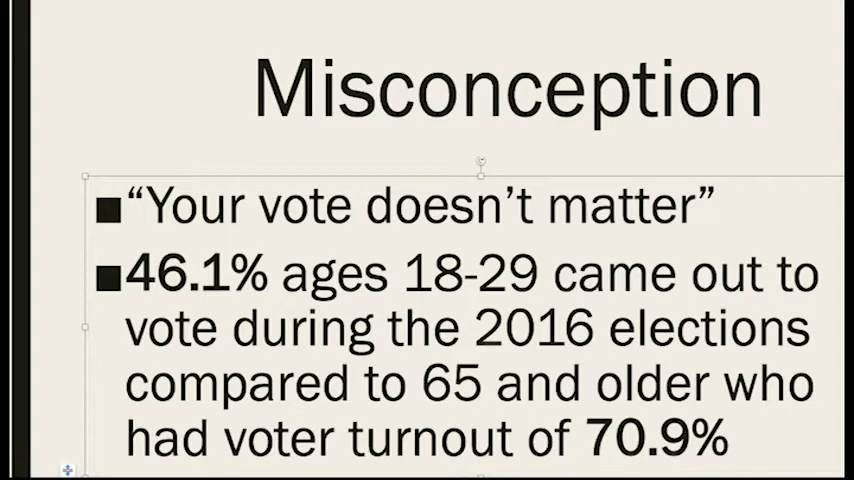 Misconception
■“Your vote doesn’t matter”
■46.1% ages 18-29 came out to
vote during the 2016 elections
compared to 65 and older who
had voter turnout of 70.9%